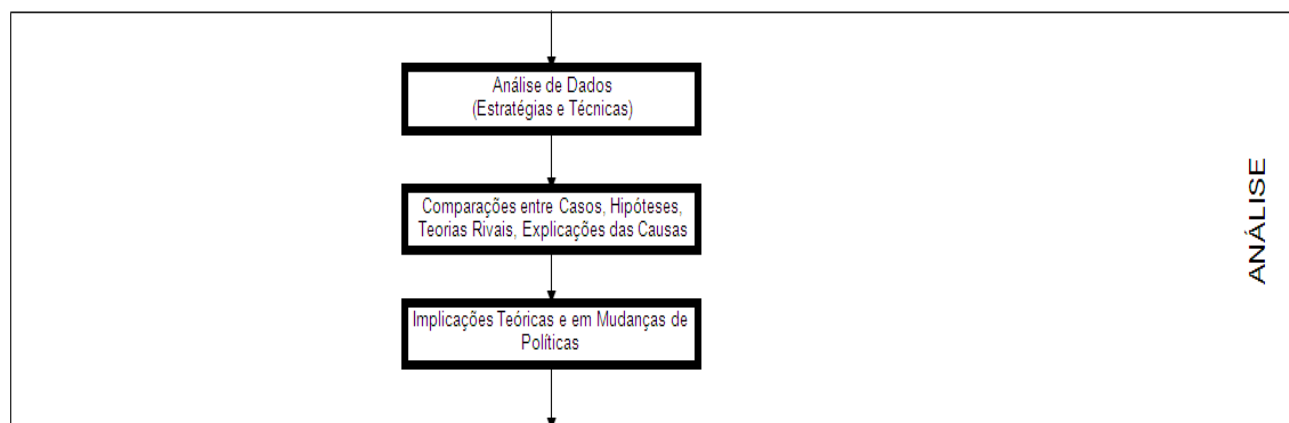 Análise de Dados
(Estratégias e Técnicas)
Comparações entre Casos, Hipóteses,
Teorias Rivais, Explicações das Causas
Implicações Teóricas e em Mudanças de
Políticas
ANÁLISE